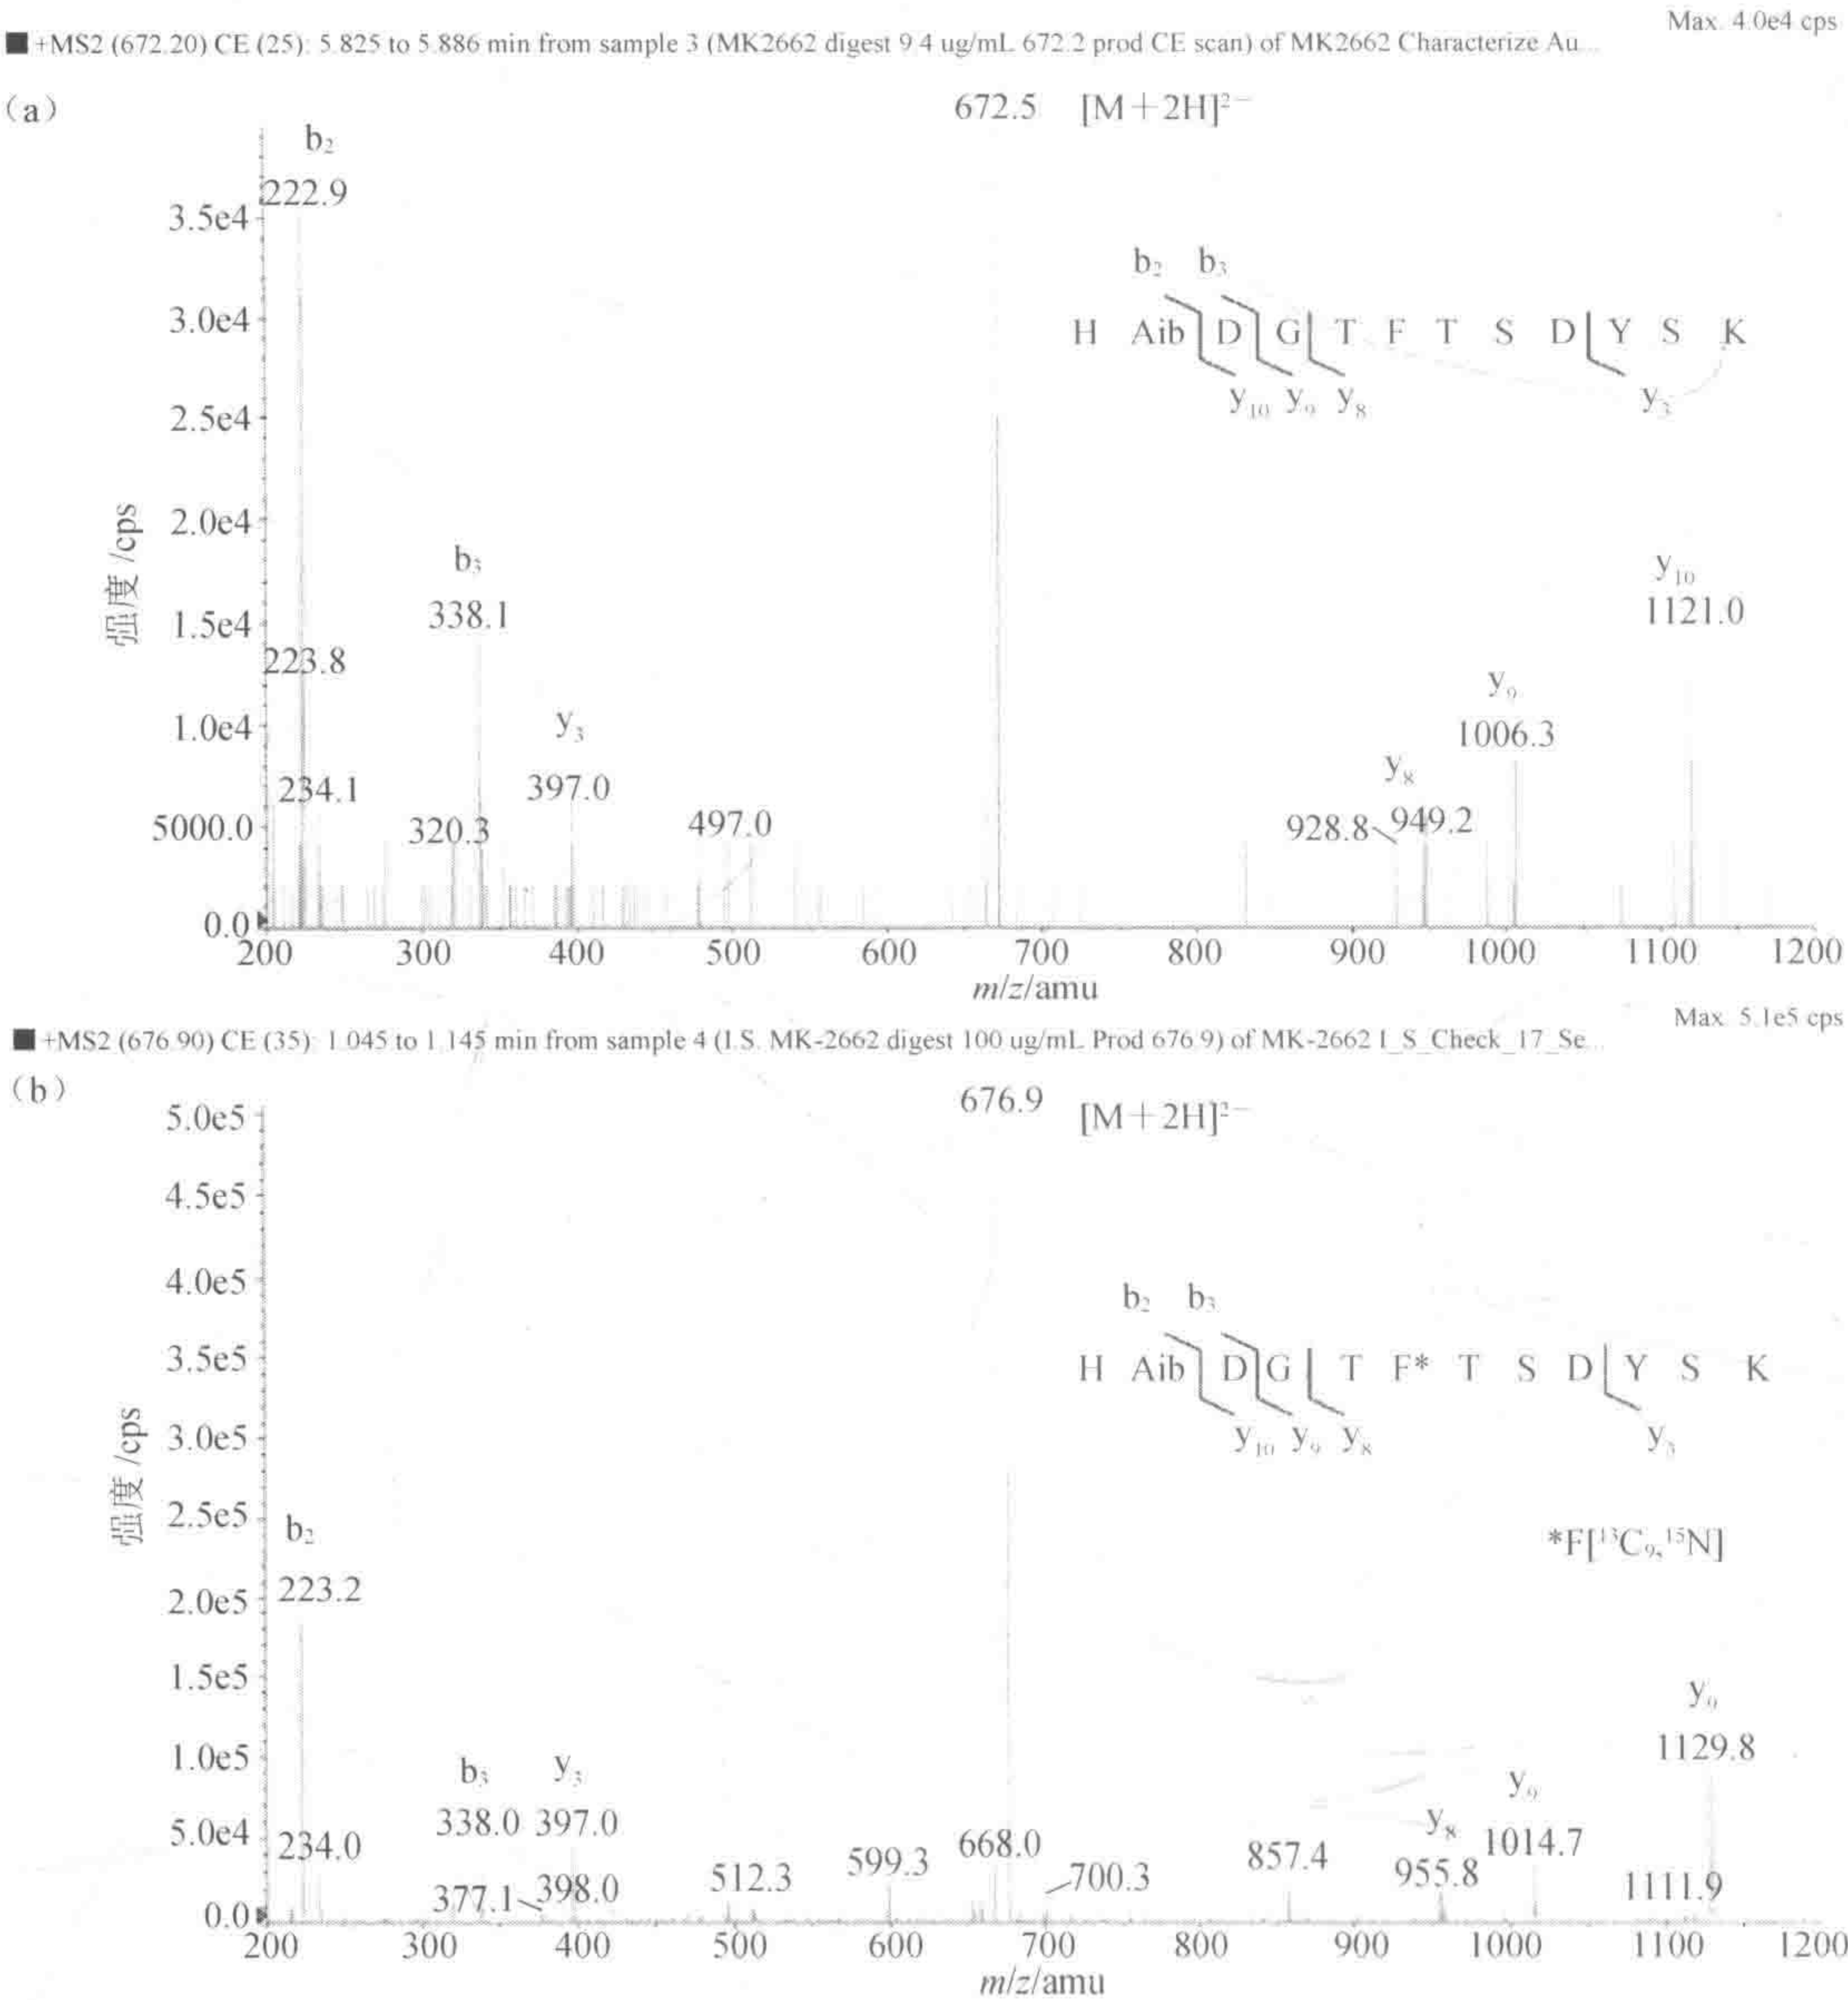 Max. 4.0e4 cps
■ +MS2 (672.20) CE (25): 5.825 to 5.886 min from sample 3 (MK2662 digest 9.4 ug/mL 672.2 prod CE scan) of MK2662 Characterize Au...
(a)
672.5 [M+2H]²⁻
b₂
222.9
3.5e4
b₂ b₃
3.0e4
H Aib D G T F T S D Y S K
2.5e4
y₁₀ y₉ y₈ y₃
2.0e4
强度/cps
b₃
y₁₀
338.1
1121.0
1.5e4
223.8
y₉
1.0e4
y₃
1006.3
y₈
234.1
397.0
5000.0
320.3
497.0
928.8
949.2
0.0
200 300 400 500 600 700 800 900 1000 1100 1200
m/z/amu
Max. 5.1e5 cps
■ +MS2 (676.90) CE (35): 1.045 to 1.145 min from sample 4 (I.S. MK-2662 digest 100 ug/mL Prod 676.9) of MK-2662 I_S_Check_17_Se...
(b)
676.9 [M+2H]²⁻
5.0e5
4.5e5
4.0e5
b₂ b₃
3.5e5
H Aib D G T F* T S D Y S K
3.0e5
y₁₀ y₉ y₈ y₃
强度/cps
2.5e5
b₂
*F[¹³C₉,¹⁵N]
2.0e5
223.2
1.5e5
y₉
1.0e5
1129.8
b₃ y₃
y₉
338.0 397.0
y₈
5.0e4
234.0
599.3
668.0
857.4
1014.7
377.1
398.0
512.3
700.3
955.8
1111.9
0.0
200 300 400 500 600 700 800 900 1000 1100 1200
m/z/amu